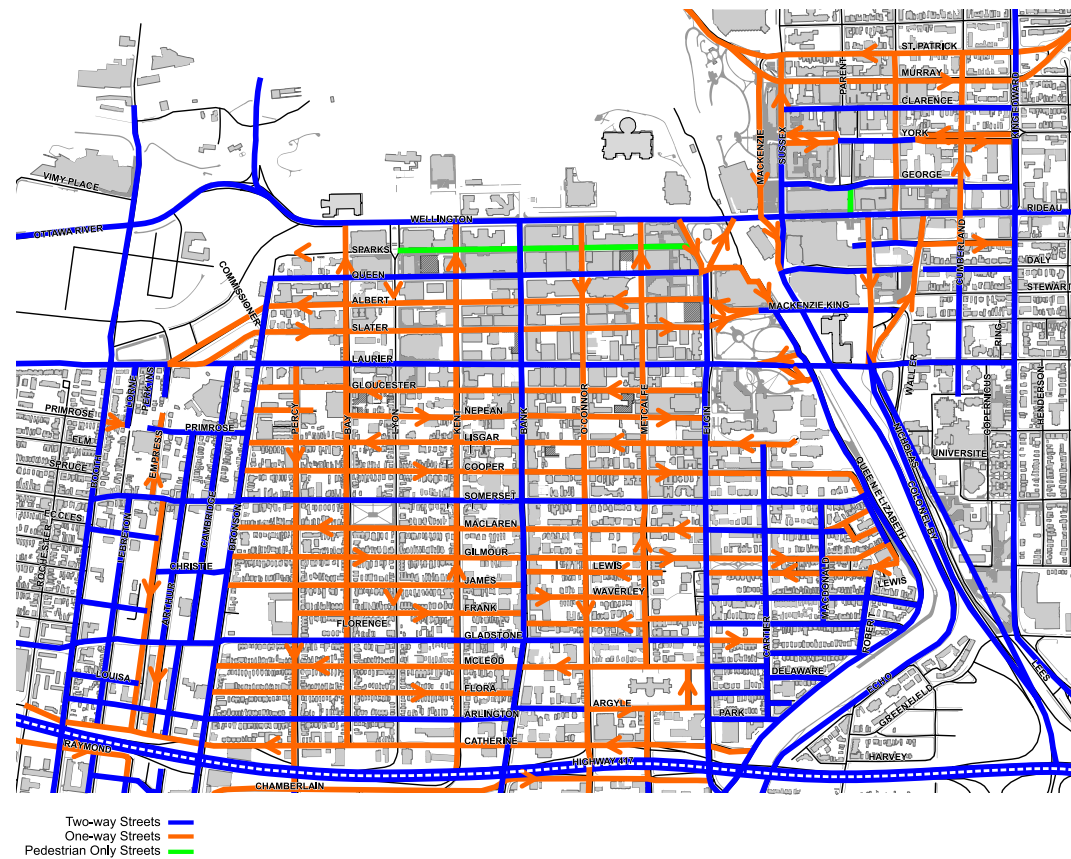 ST. PATRICK
MURRAY
PARENT
CLARENCE
KING EDWARD
YORK
MACKENZIE
SUSSEX
GEORGE
VIMY PLACE
RIDEAU
WELLINGTON
OTTAWA RIVER
CUMBERLAND
SPARKS
DALY
COMMISSIONER
QUEEN
STEWART
ALBERT
MACKENZIE KING
SLATER
RING
LAURIER
WALLER
PERKINS
LORNE
GLOUCESTER
COPERNICUS
HENDERSON
PRIMROSE
NEPEAN
PERCY
BAY
LYON
KENT
BANK
O'CONNOR
METCALFE
ELGIN
PRIMROSE
LISGAR
ELM
NICHOLAS
UNIVERSITE
EMPRESS
SPRUCE
COOPER
BOOTH
QUEEN ELIZABETH
COLONEL BY
SOMERSET
CAMBRIDGE
BRONSON
ECCLES
LEBRETON
MACLAREN
ROCHESTER
GILMOUR
CHRISTIE
LEWIS
MACDONALD
JAMES
LEWIS
ARTHUR
WAVERLEY
FRANK
FLORENCE
ROBERT
GLADSTONE
CARTIER
MCLEOD
LEES
LOUISA
DELAWARE
ECHO
FLORA
GREENFIELD
ARGYLE
ARLINGTON
PARK
CATHERINE
RAYMOND
HARVEY
HIGHWAY 417
CHAMBERLAIN
Two-way Streets
One-way Streets
Pedestrian Only Streets